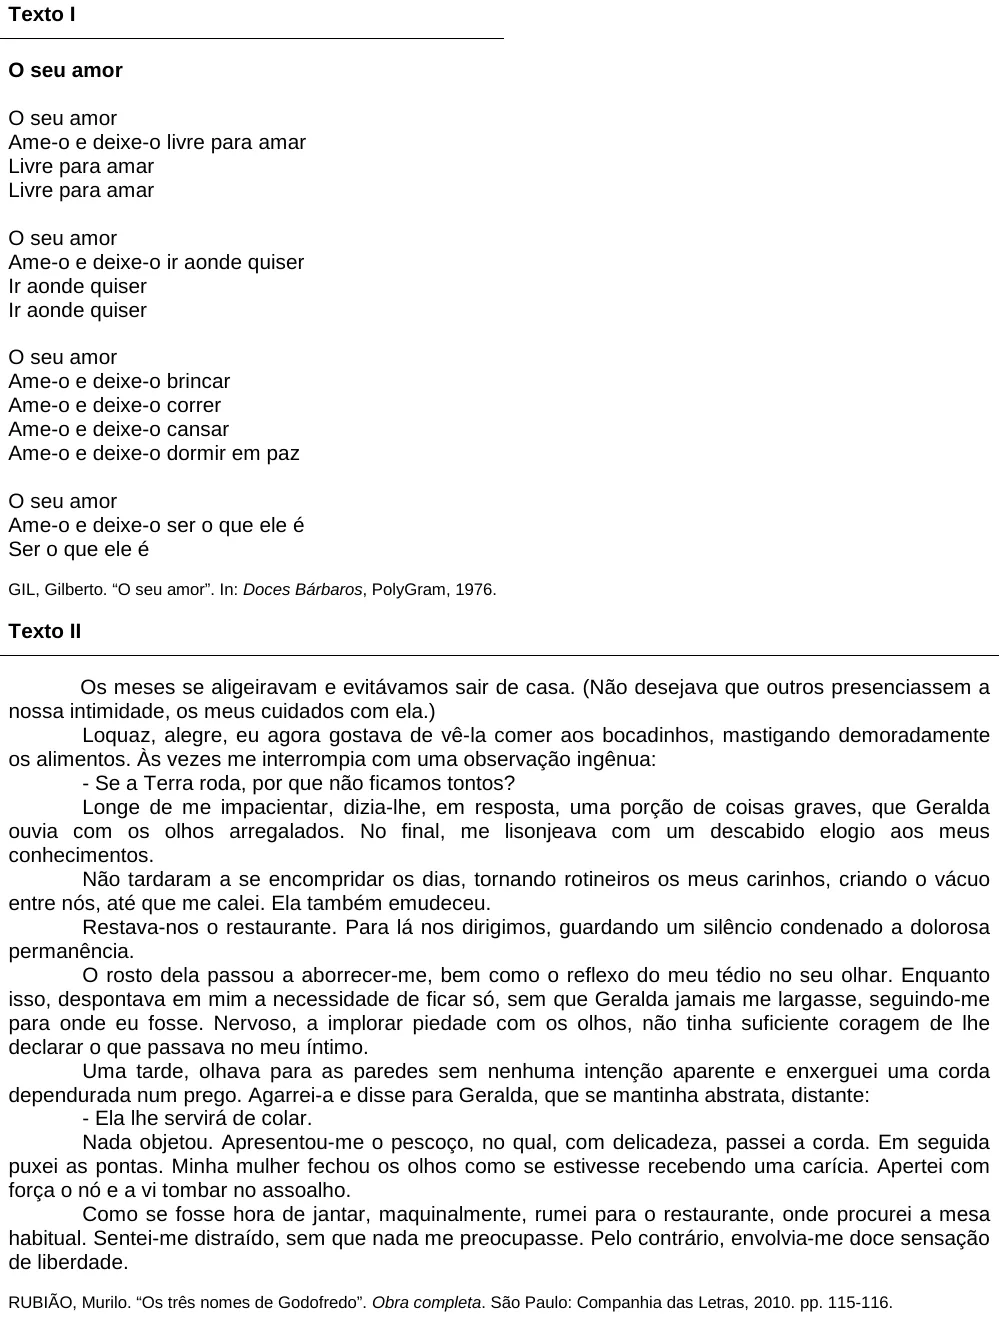 Texto I
O seu amor
O seu amor
Ame-o e deixe-o livre para amar
Livre para amar
Livre para amar
O seu amor
Ame-o e deixe-o ir aonde quiser
Ir aonde quiser
Ir aonde quiser
O seu amor
Ame-o e deixe-o brincar
Ame-o e deixe-o correr
Ame-o e deixe-o cansar
Ame-o e deixe-o dormir em paz
O seu amor
Ame-o e deixe-o ser o que ele é
Ser o que ele é
GIL, Gilberto. “O seu amor”. In: Doces Bárbaros, PolyGram, 1976.
Texto II
Os meses se aligeiravam e evitávamos sair de casa. (Não desejava que outros presenciassem a
nossa intimidade, os meus cuidados com ela.)
Loquaz, alegre, eu agora gostava de vê-la comer aos bocadinhos, mastigando demoradamente
os alimentos. Às vezes me interrompia com uma observação ingênua:
- Se a Terra roda, por que não ficamos tontos?
Longe de me impacientar, dizia-lhe, em resposta, uma porção de coisas graves, que Geralda
ouvia com os olhos arregalados. No final, me lisonjeava com um descabido elogio aos meus
conhecimentos.
Não tardaram a se encompridar os dias, tornando rotineiros os meus carinhos, criando o vácuo
entre nós, até que me calei. Ela também emudeceu.
Restava-nos o restaurante. Para lá nos dirigimos, guardando um silêncio condenado a dolorosa
permanência.
O rosto dela passou a aborrecer-me, bem como o reflexo do meu tédio no seu olhar. Enquanto
isso, despontava em mim a necessidade de ficar só, sem que Geralda jamais me largasse, seguindo-me
para onde eu fosse. Nervoso, a implorar piedade com os olhos, não tinha suficiente coragem de lhe
declarar o que passava no meu íntimo.
Uma tarde, olhava para as paredes sem nenhuma intenção aparente e enxerguei uma corda
dependurada num prego. Agarrei-a e disse para Geralda, que se mantinha abstrata, distante:
- Ela lhe servirá de colar.
Nada objetou. Apresentou-me o pescoço, no qual, com delicadeza, passei a corda. Em seguida
puxei as pontas. Minha mulher fechou os olhos como se estivesse recebendo uma carícia. Apertei com
força o nó e a vi tombar no assoalho.
Como se fosse hora de jantar, maquinalmente, rumei para o restaurante, onde procurei a mesa
habitual. Sentei-me distraído, sem que nada me preocupasse. Pelo contrário, envolvia-me doce sensação
de liberdade.
RUBIÃO, Murilo. “Os três nomes de Godofredo”. Obra completa. São Paulo: Companhia das Letras, 2010. pp. 115-116.